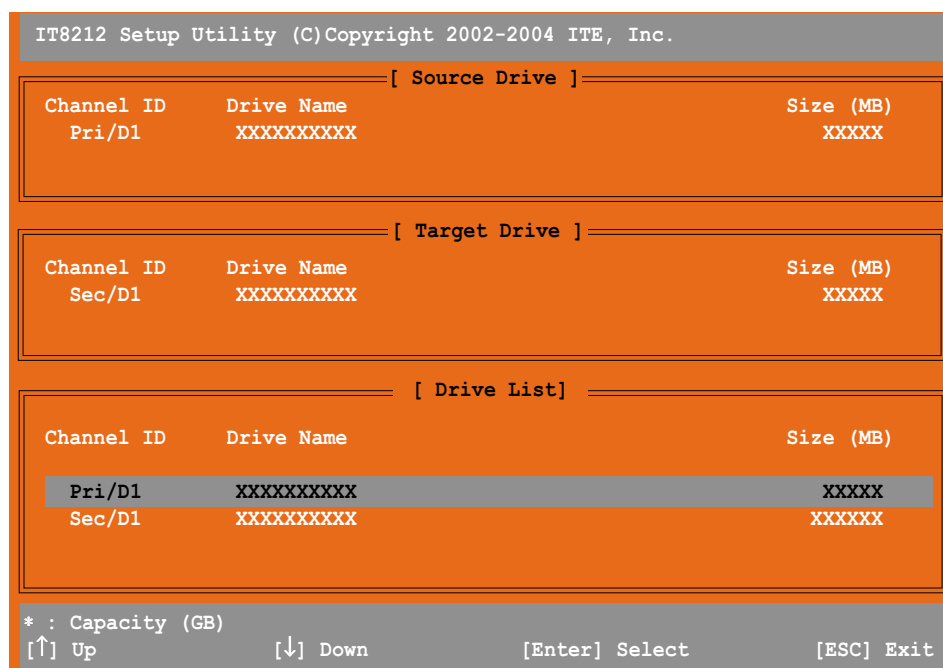 IT8212 Setup Utility (C)Copyright 2002-2004 ITE, Inc.
[ Source Drive ]
Channel ID Drive Name Size (MB)
Pri/D1 XXXXXXXXXX XXXXX
[ Target Drive ]
Channel ID Drive Name Size (MB)
Sec/D1 XXXXXXXXXX XXXXX
[ Drive List]
Channel ID Drive Name Size (MB)
Pri/D1 XXXXXXXXXX XXXXX
Sec/D1 XXXXXXXXXX XXXXXX
* : Capacity (GB)
[↑] Up [↓] Down [Enter] Select [ESC] Exit